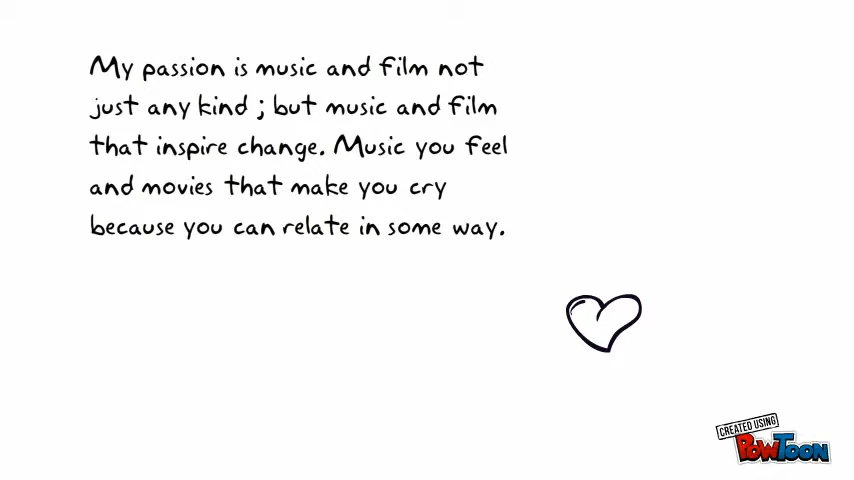 My passion is music and film not
just any kind ; but music and film
that inspire change. Music you feel
and movies that make you cry
because you can relate in some way.
CREATED USING
POWTOON